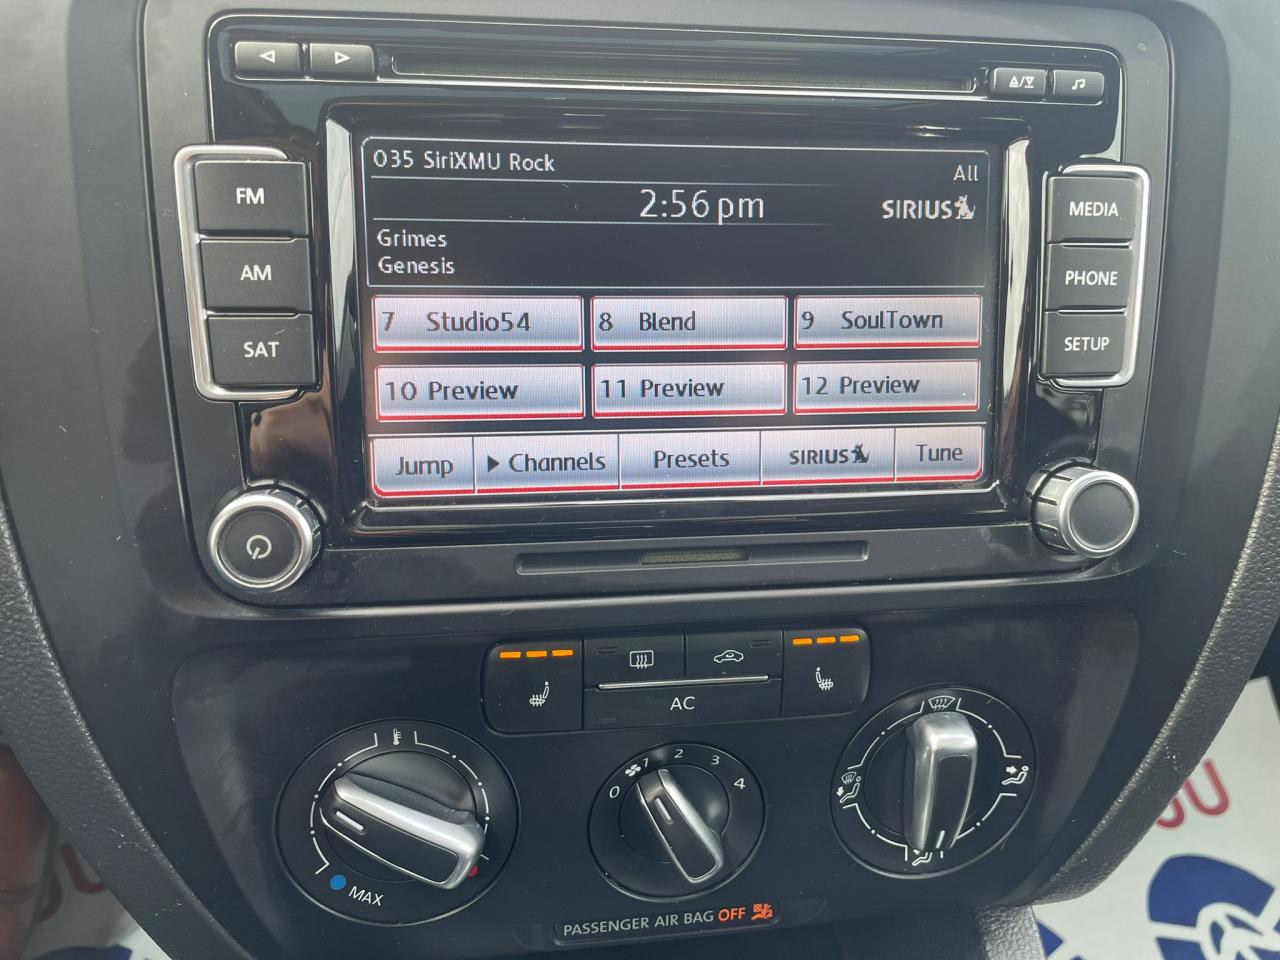 035 SiriXMU Rock
All
2:56 pm
SIRIUS
Grimes
Genesis
FM
AM
SAT
MEDIA
PHONE
SETUP
7 Studio54
8 Blend
9 SoulTown
10 Preview
11 Preview
12 Preview
Jump
Channels
Presets
SIRIUS
Tune
AC
0 1 2 3 4
MAX
PASSENGER AIR BAG OFF